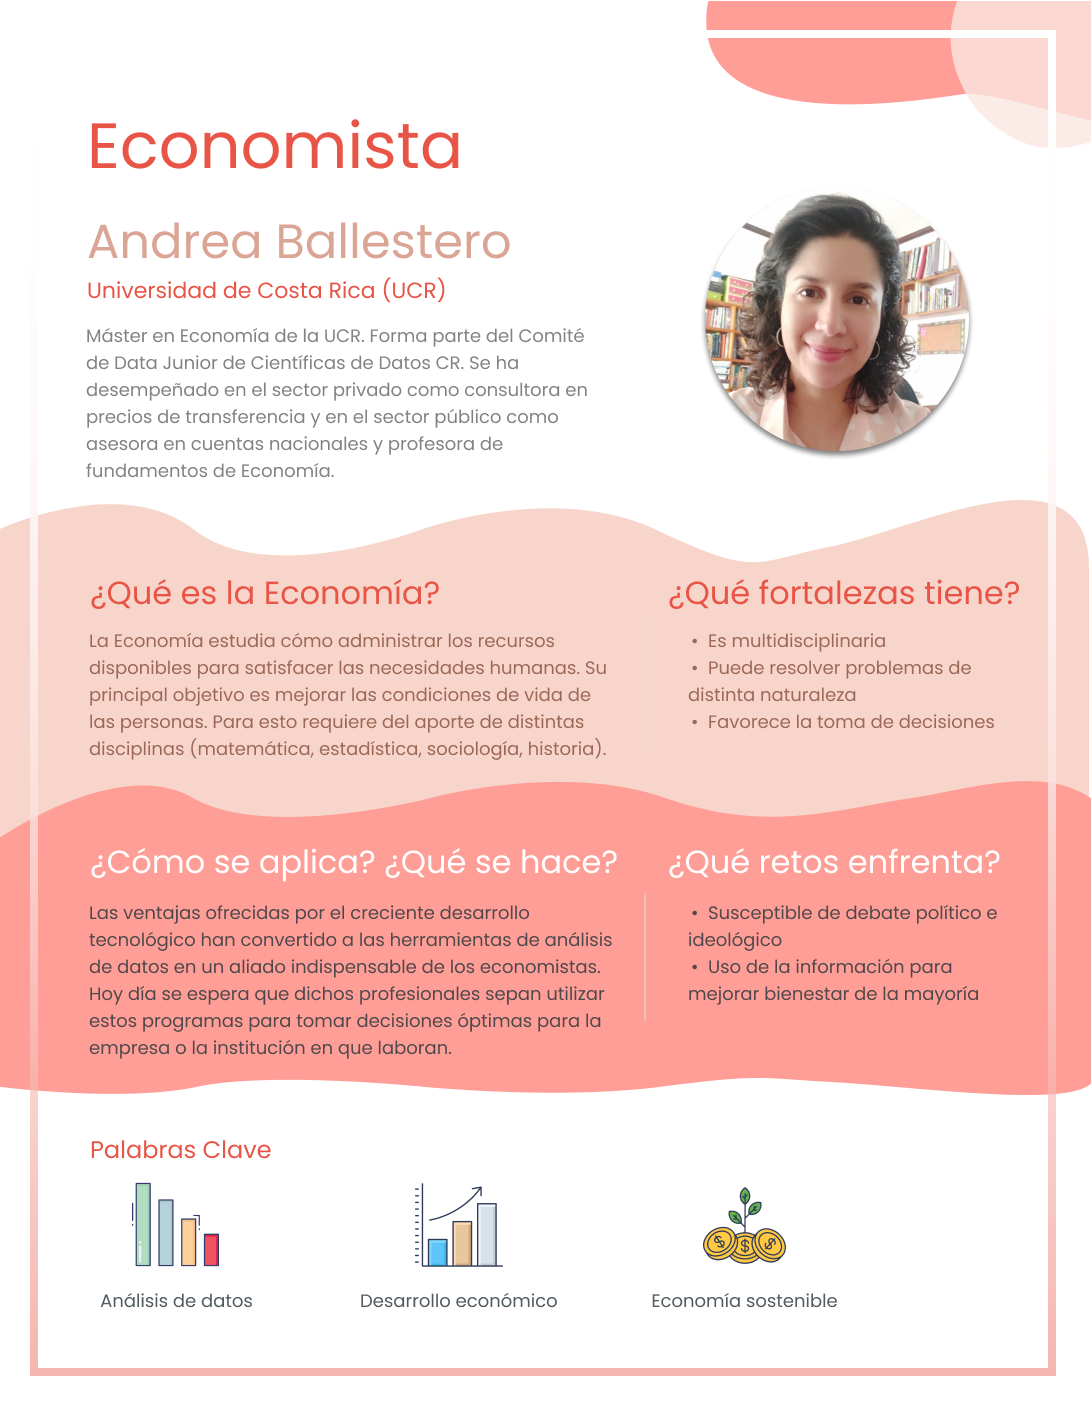 Economista
Andrea Ballestero
Universidad de Costa Rica (UCR)
Máster en Economía de la UCR. Forma parte del Comité
de Data Junior de Científicas de Datos CR. Se ha
desempeñado en el sector privado como consultora en
precios de transferencia y en el sector público como
asesora en cuentas nacionales y profesora de
fundamentos de Economía.
¿Qué es la Economía?
La Economía estudia cómo administrar los recursos
disponibles para satisfacer las necesidades humanas. Su
principal objetivo es mejorar las condiciones de vida de
las personas. Para esto requiere del aporte de distintas
disciplinas (matemática, estadística, sociología, historia).
¿Qué fortalezas tiene?
• Es multidisciplinaria
• Puede resolver problemas de
distinta naturaleza
• Favorece la toma de decisiones
¿Cómo se aplica? ¿Qué se hace?
Las ventajas ofrecidas por el creciente desarrollo
tecnológico han convertido a las herramientas de análisis
de datos en un aliado indispensable de los economistas.
Hoy día se espera que dichos profesionales sepan utilizar
estos programas para tomar decisiones óptimas para la
empresa o la institución en que laboran.
¿Qué retos enfrenta?
• Susceptible de debate político e
ideológico
• Uso de la información para
mejorar bienestar de la mayoría
Palabras Clave
Análisis de datos
Desarrollo económico
Economía sostenible